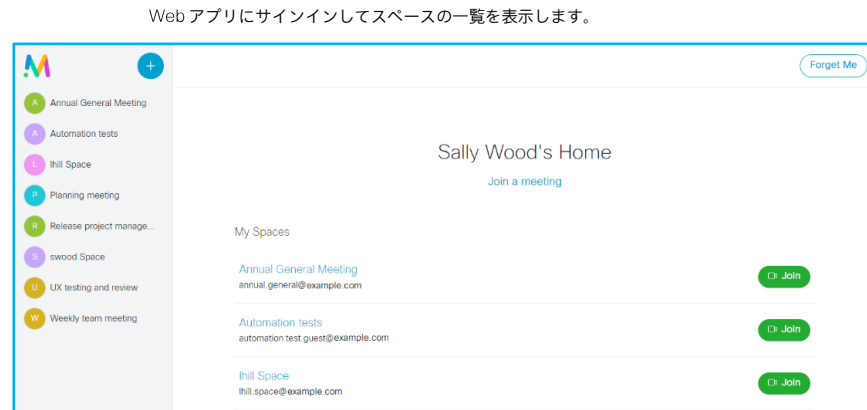 Web アプリにサインインしてスペースの一覧を表示します。
M
+
Forget Me
A Annual General Meeting
A Automation tests
L lhill Space
P Planning meeting
R Release project manage...
S swood Space
U UX testing and review
W Weekly team meeting
Sally Wood's Home
Join a meeting
My Spaces
Annual General Meeting
annual.general@example.com
Join
Automation tests
automation.test.guest@example.com
Join
lhill Space
lhill.space@example.com
Join